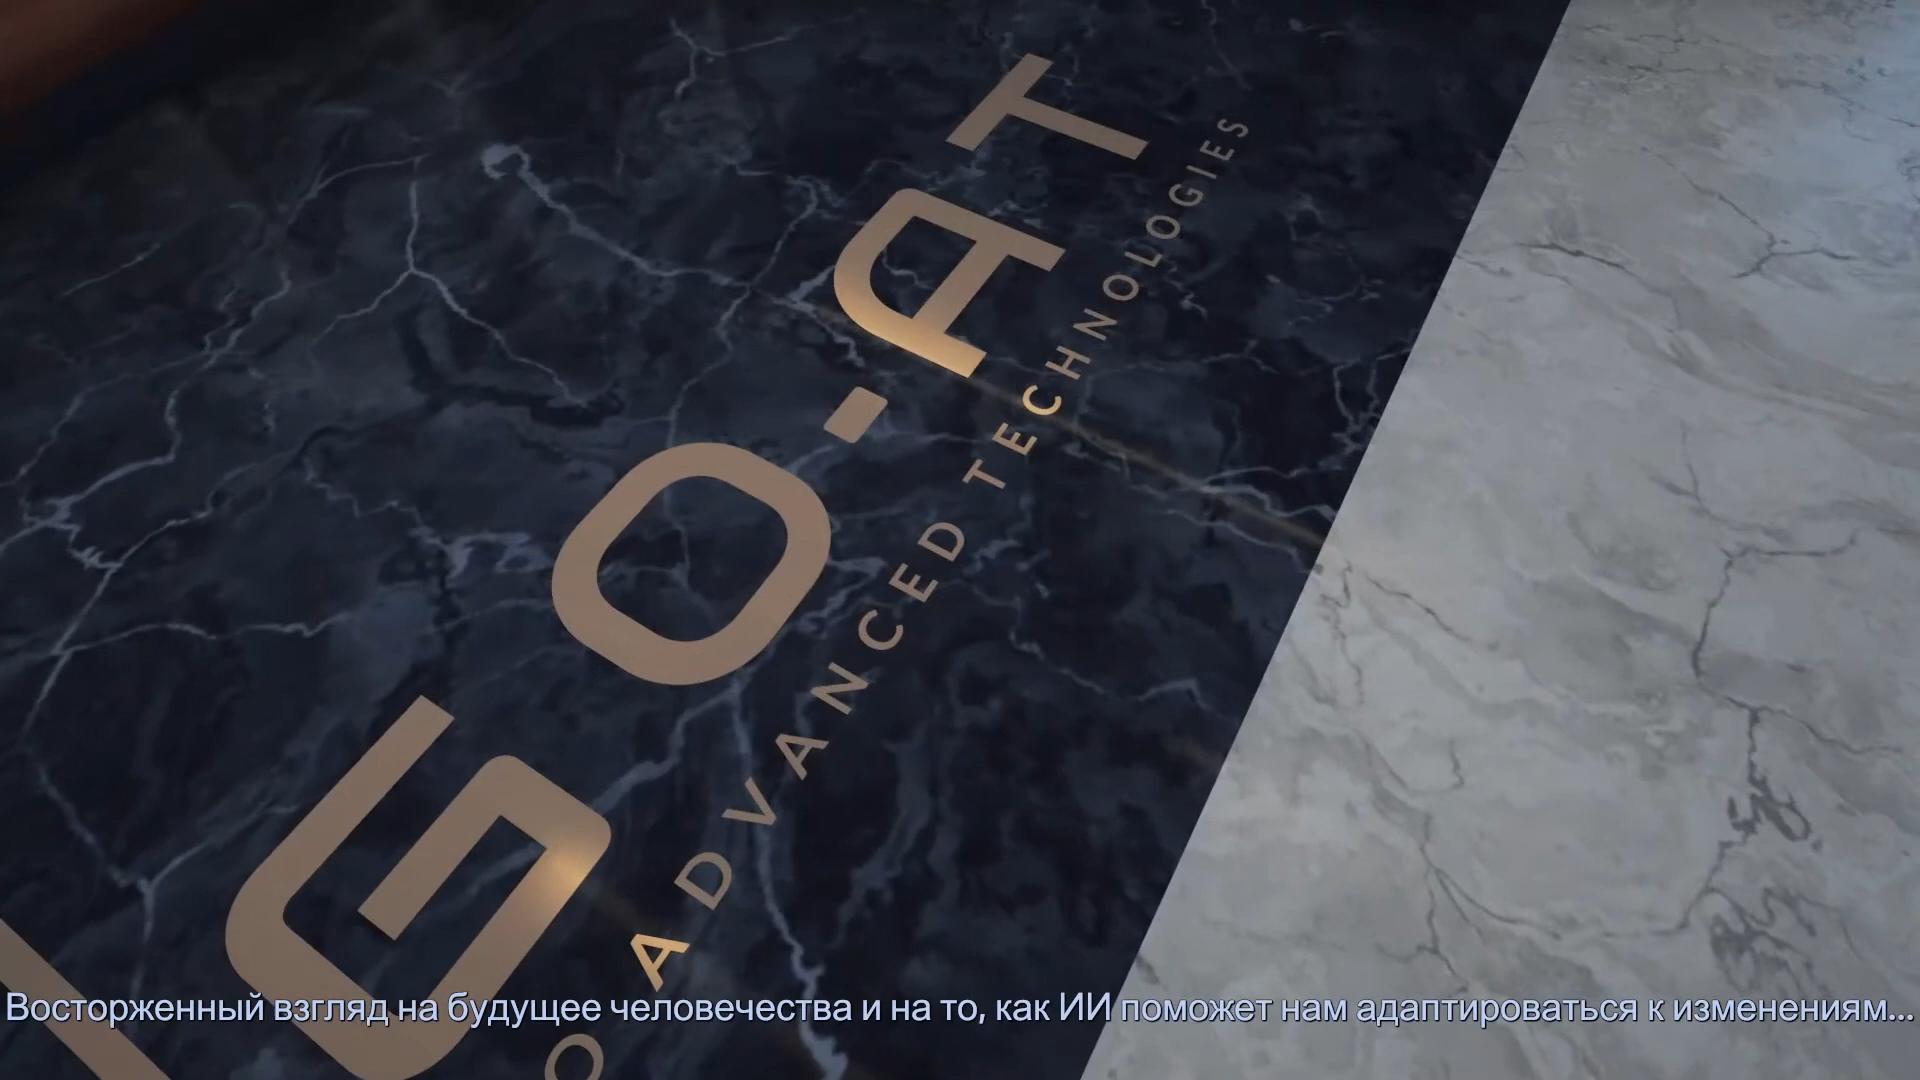 GO-AT
O ADVANCED TECHNOLOGIES
Восторженный взгляд на будущее человечества и на то, как ИИ поможет нам адаптироваться к изменениям...